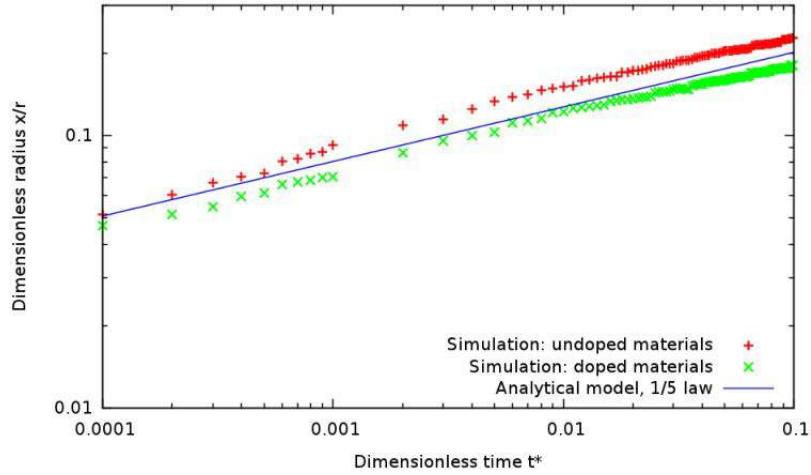 Dimensionless radius x/r
0.1
0.01
Simulation: undoped materials
Simulation: doped materials
Analytical model, 1/5 law
0.0001
0.001
0.01
0.1
Dimensionless time t*